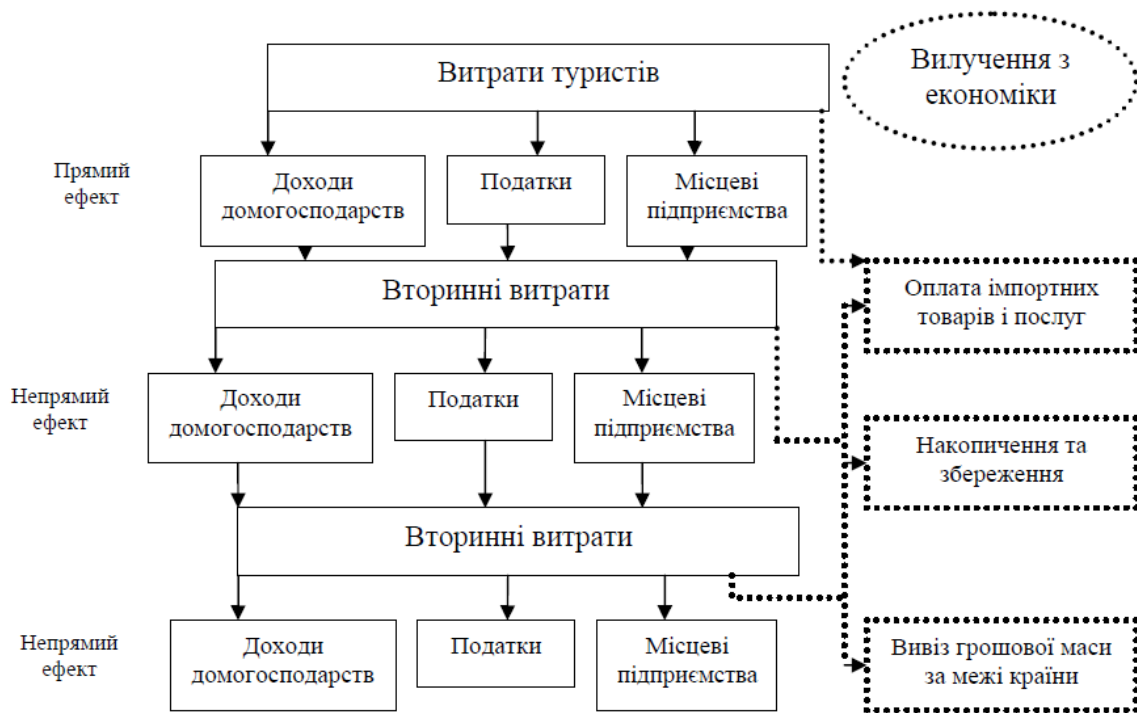 Витрати туристів
Вилучення з
економіки
Прямий
ефект
Доходи
домогосподарств
Податки
Місцеві
підприємства
Вторинні витрати
Оплата імпортних
товарів і послуг
Непрямий
ефект
Доходи
домогосподарств
Податки
Місцеві
підприємства
Накопичення та
збереження
Вторинні витрати
Непрямий
ефект
Доходи
домогосподарств
Податки
Місцеві
підприємства
Вивіз грошової маси
за межі країни